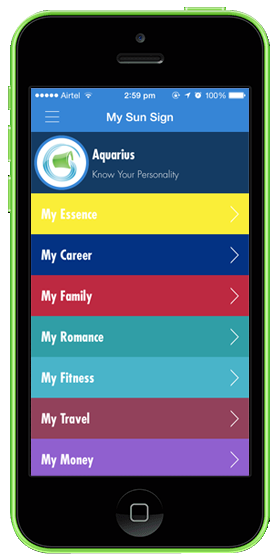 Airtel 2:59 pm 100%
My Sun Sign
Aquarius
Know Your Personality
My Essence
My Career
My Family
My Romance
My Fitness
My Travel
My Money